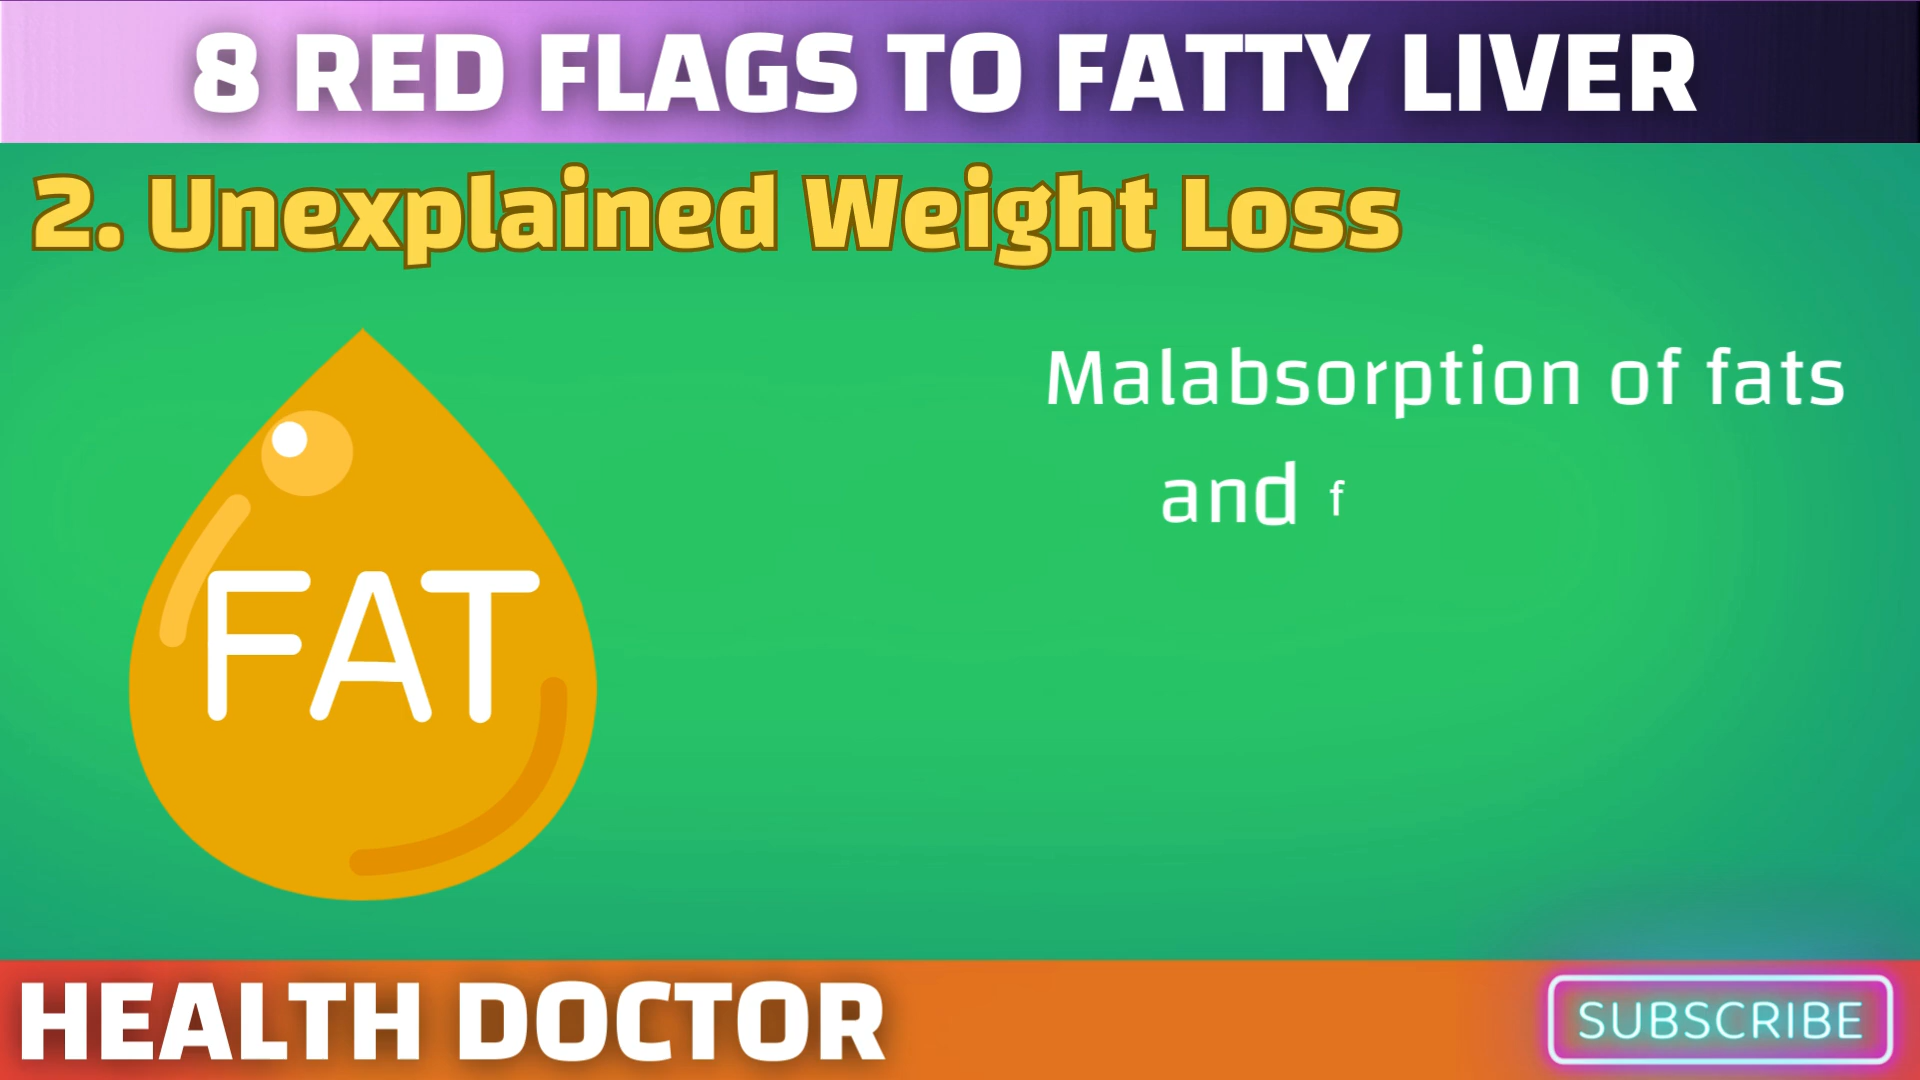 8 RED FLAGS TO FATTY LIVER
2. Unexplained Weight Loss
Malabsorption of fats
and f
FAT
HEALTH DOCTOR
SUBSCRIBE